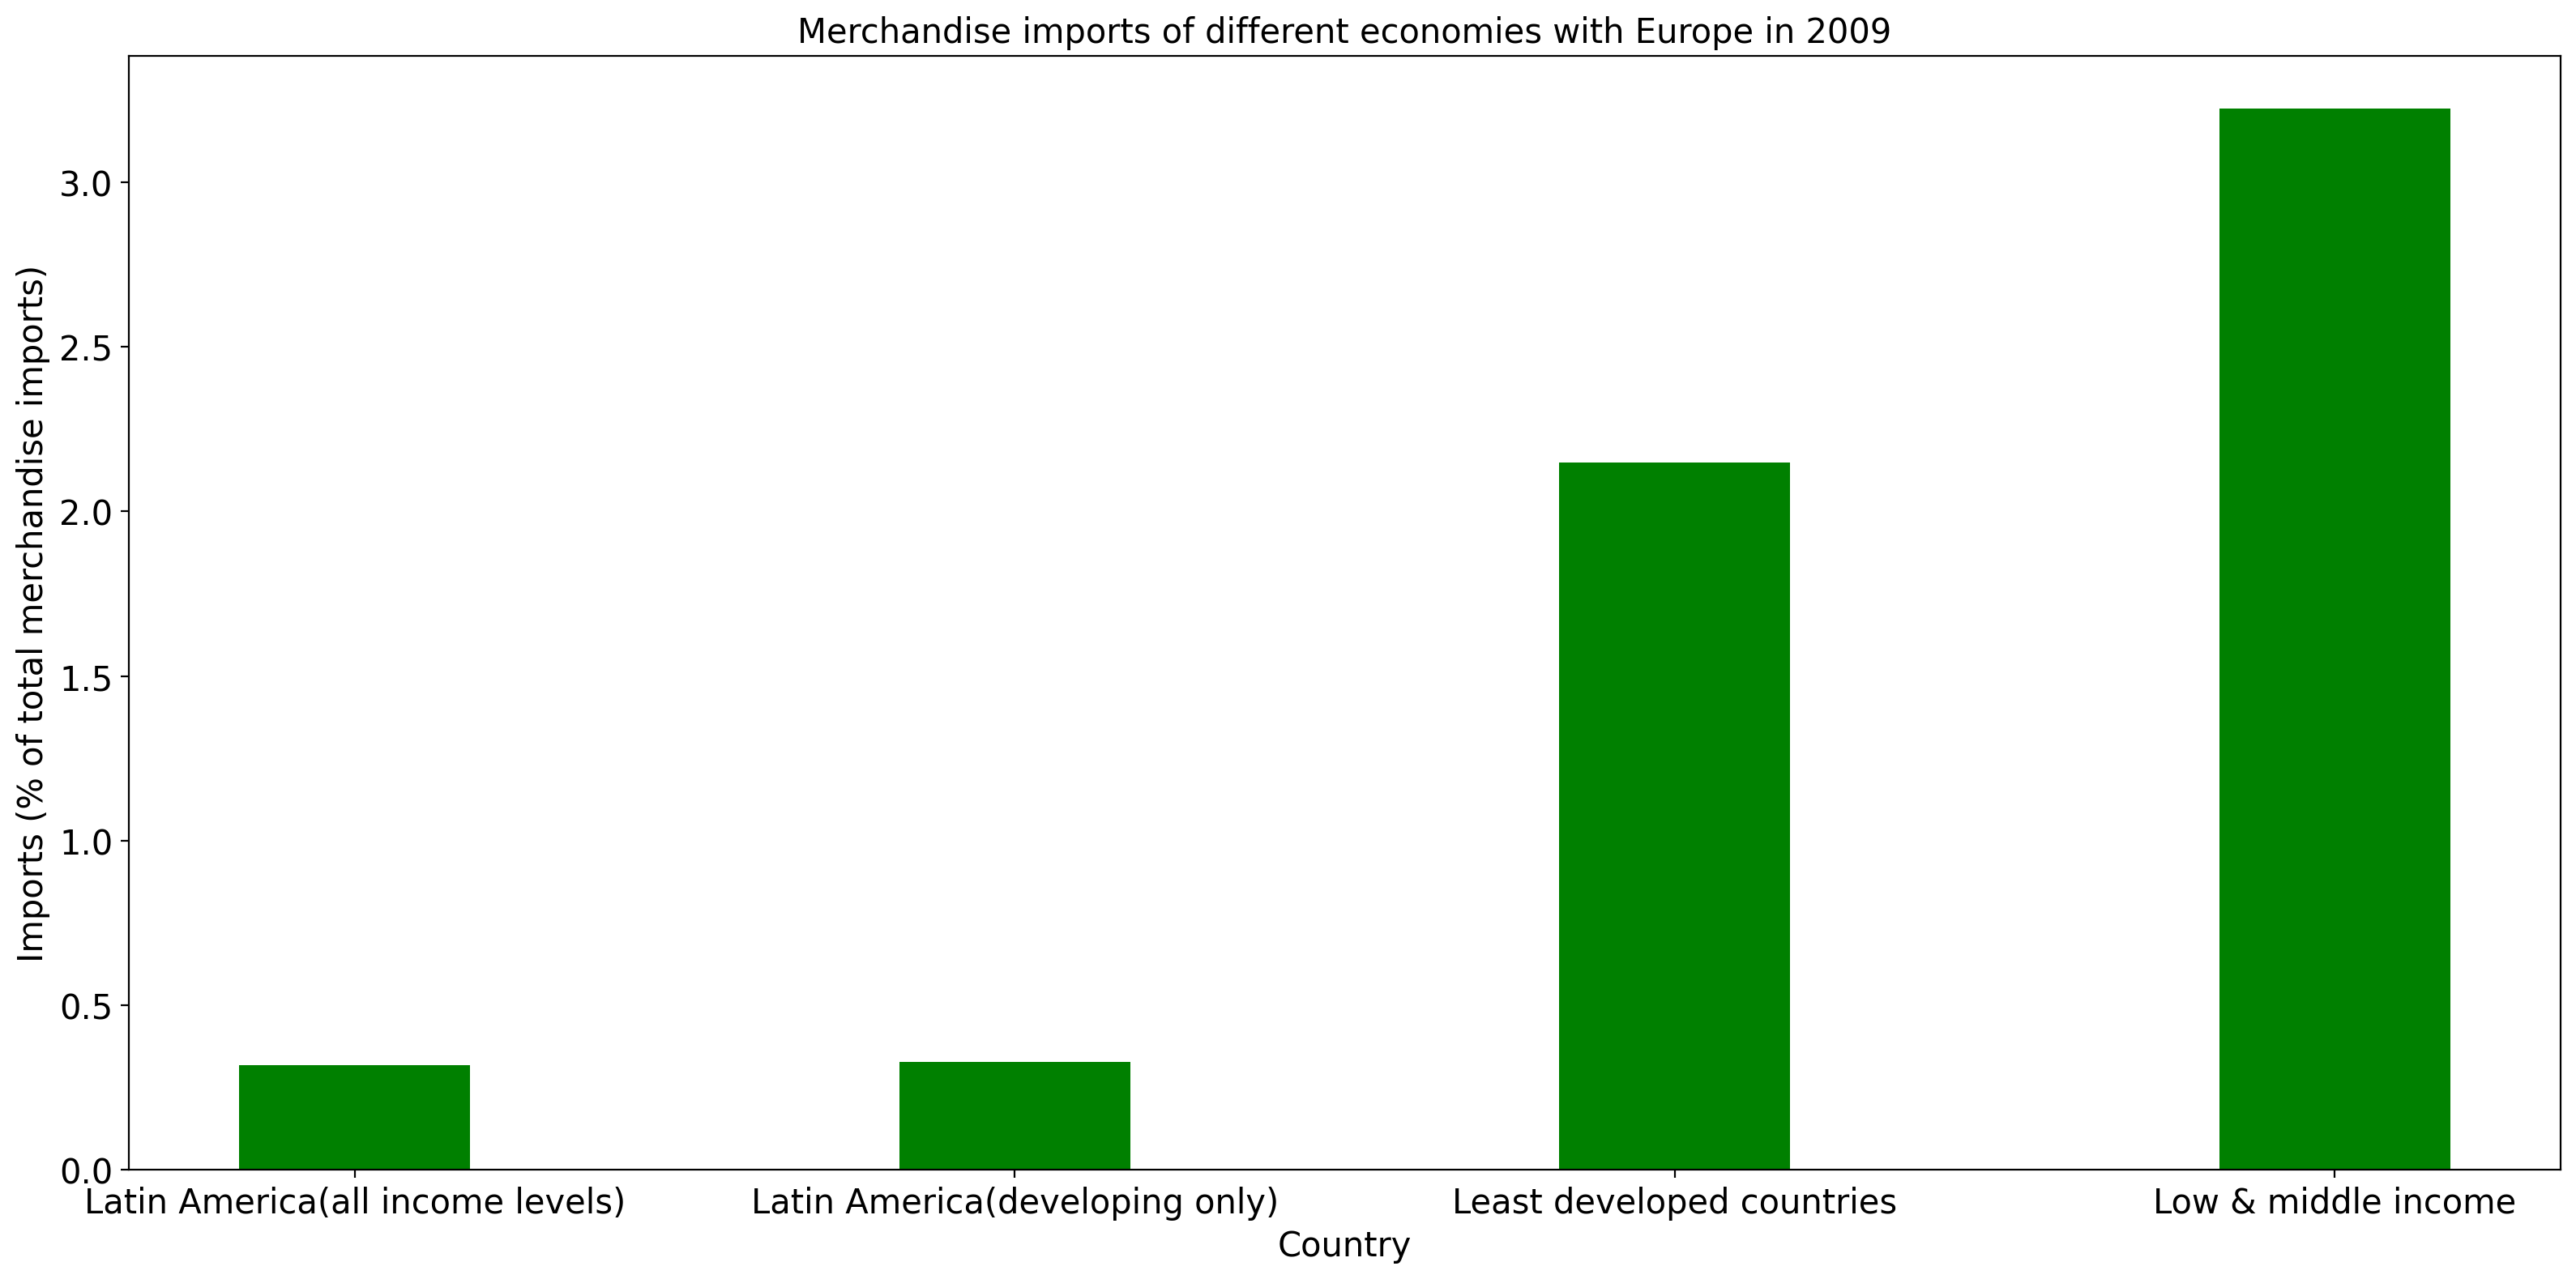 Merchandise imports of different economies with Europe in 2009
Imports (% of total merchandise imports)
3.0
2.5
2.0
1.5
1.0
0.5
0.0
Latin America(all income levels)
Latin America(developing only)
Least developed countries
Low & middle income
Country